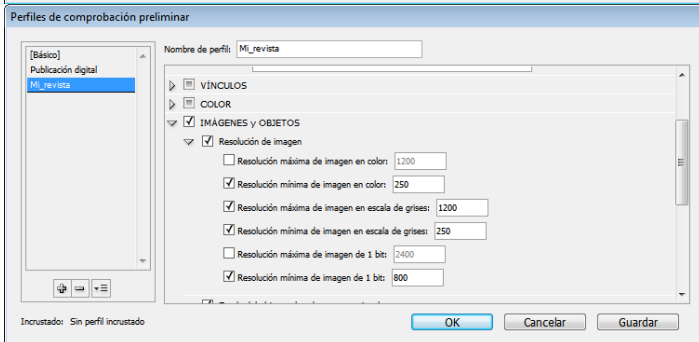 Perfiles de comprobación preliminar
[Básico]
Publicación digital
Mi_revista
Nombre de perfil: Mi_revista
VÍNCULOS
COLOR
IMÁGENES y OBJETOS
Resolución de imagen
Resolución máxima de imagen en color: 1200
Resolución mínima de imagen en color: 250
Resolución máxima de imagen en escala de grises: 1200
Resolución mínima de imagen en escala de grises: 250
Resolución máxima de imagen de 1 bit: 2400
Resolución mínima de imagen de 1 bit: 800
Incrustado: Sin perfil incrustado
OK Cancelar Guardar